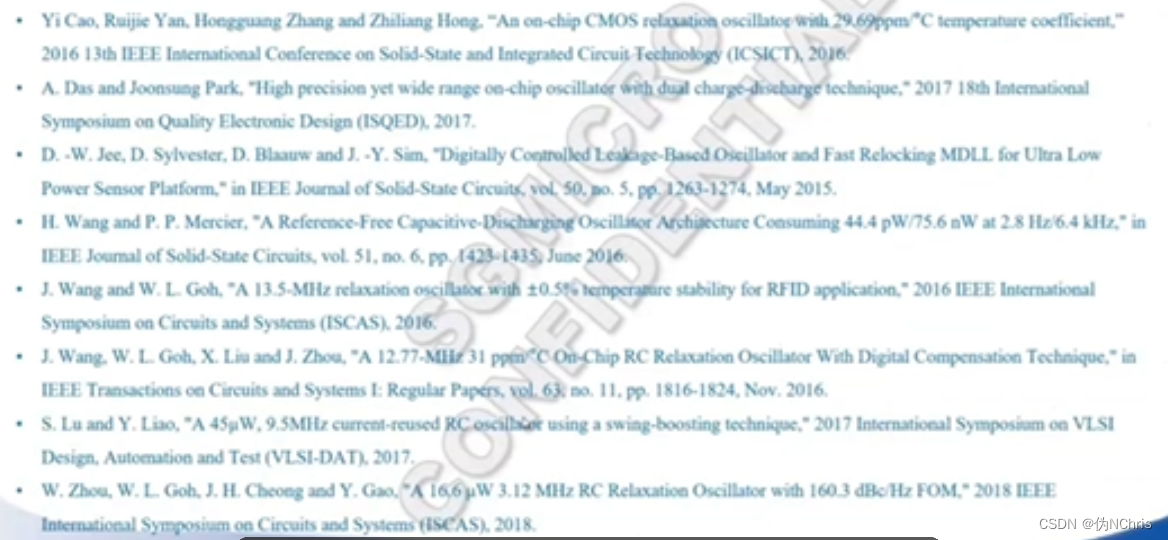 • Yi Cao, Ruijie Yan, Hongguang Zhang and Zhiliang Hong, "An on-chip CMOS relaxation oscillator with 29.69ppm/°C temperature coefficient,"
2016 13th IEEE International Conference on Solid-State and Integrated Circuit Technology (ICSICT), 2016.
• A. Das and Joonsung Park, "High precision yet wide range on-chip oscillator with dual charge-discharge technique," 2017 18th International
Symposium on Quality Electronic Design (ISQED), 2017.
• D. -W. Jee, D. Sylvester, D. Blaauw and J. -Y. Sim, "Digitally Controlled Leakage-Based Oscillator and Fast Relocking MDLL for Ultra Low
Power Sensor Platform," in IEEE Journal of Solid-State Circuits, vol. 50, no. 5, pp. 1263-1274, May 2015.
• H. Wang and P. P. Mercier, "A Reference-Free Capacitive-Discharging Oscillator Architecture Consuming 44.4 pW/75.6 nW at 2.8 Hz/6.4 kHz," in
IEEE Journal of Solid-State Circuits, vol. 51, no. 6, pp. 1423-1435, June 2016.
• J. Wang and W. L. Goh, "A 13.5-MHz relaxation oscillator with ±0.5% temperature stability for RFID application," 2016 IEEE International
Symposium on Circuits and Systems (ISCAS), 2016.
• J. Wang, W. L. Goh, X. Liu and J. Zhou, "A 12.77-MHz 31 ppm/°C On-Chip RC Relaxation Oscillator With Digital Compensation Technique," in
IEEE Transactions on Circuits and Systems I: Regular Papers, vol. 63, no. 11, pp. 1816-1824, Nov. 2016.
• S. Lu and Y. Liao, "A 45μW, 9.5MHz current-reused RC oscillator using a swing-boosting technique," 2017 International Symposium on VLSI
Design, Automation and Test (VLSI-DAT), 2017.
• W. Zhou, W. L. Goh, J. H. Cheong and Y. Gao, "A 16.6 μW 3.12 MHz RC Relaxation Oscillator with 160.3 dBc/Hz FOM," 2018 IEEE
International Symposium on Circuits and Systems (ISCAS), 2018.
SGMICRO
CONFIDENTIAL
CSDN @伪NChris